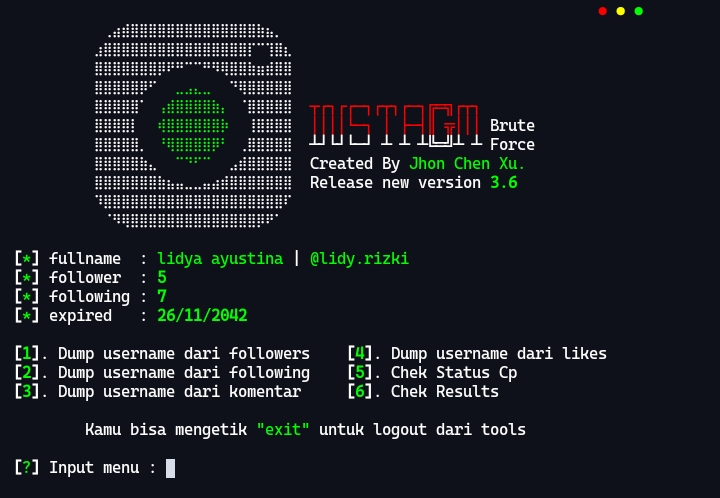 INSTAGM Brute
Force
Created By Jhon Chen Xu.
Release new version 3.6
[*] fullname : lidya ayustina | @lidy.rizki
[*] follower : 5
[*] following : 7
[*] expired : 26/11/2042
[1]. Dump username dari followers [4]. Dump username dari likes
[2]. Dump username dari following [5]. Chek Status Cp
[3]. Dump username dari komentar [6]. Chek Results
Kamu bisa mengetik "exit" untuk logout dari tools
[?] Input menu :